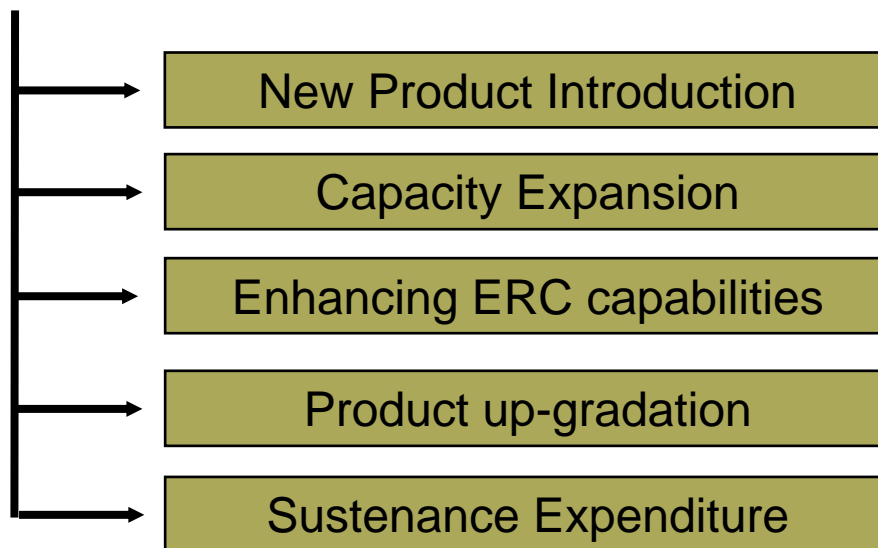 New Product Introduction
Capacity Expansion
Enhancing ERC capabilities
Product up-gradation
Sustenance Expenditure